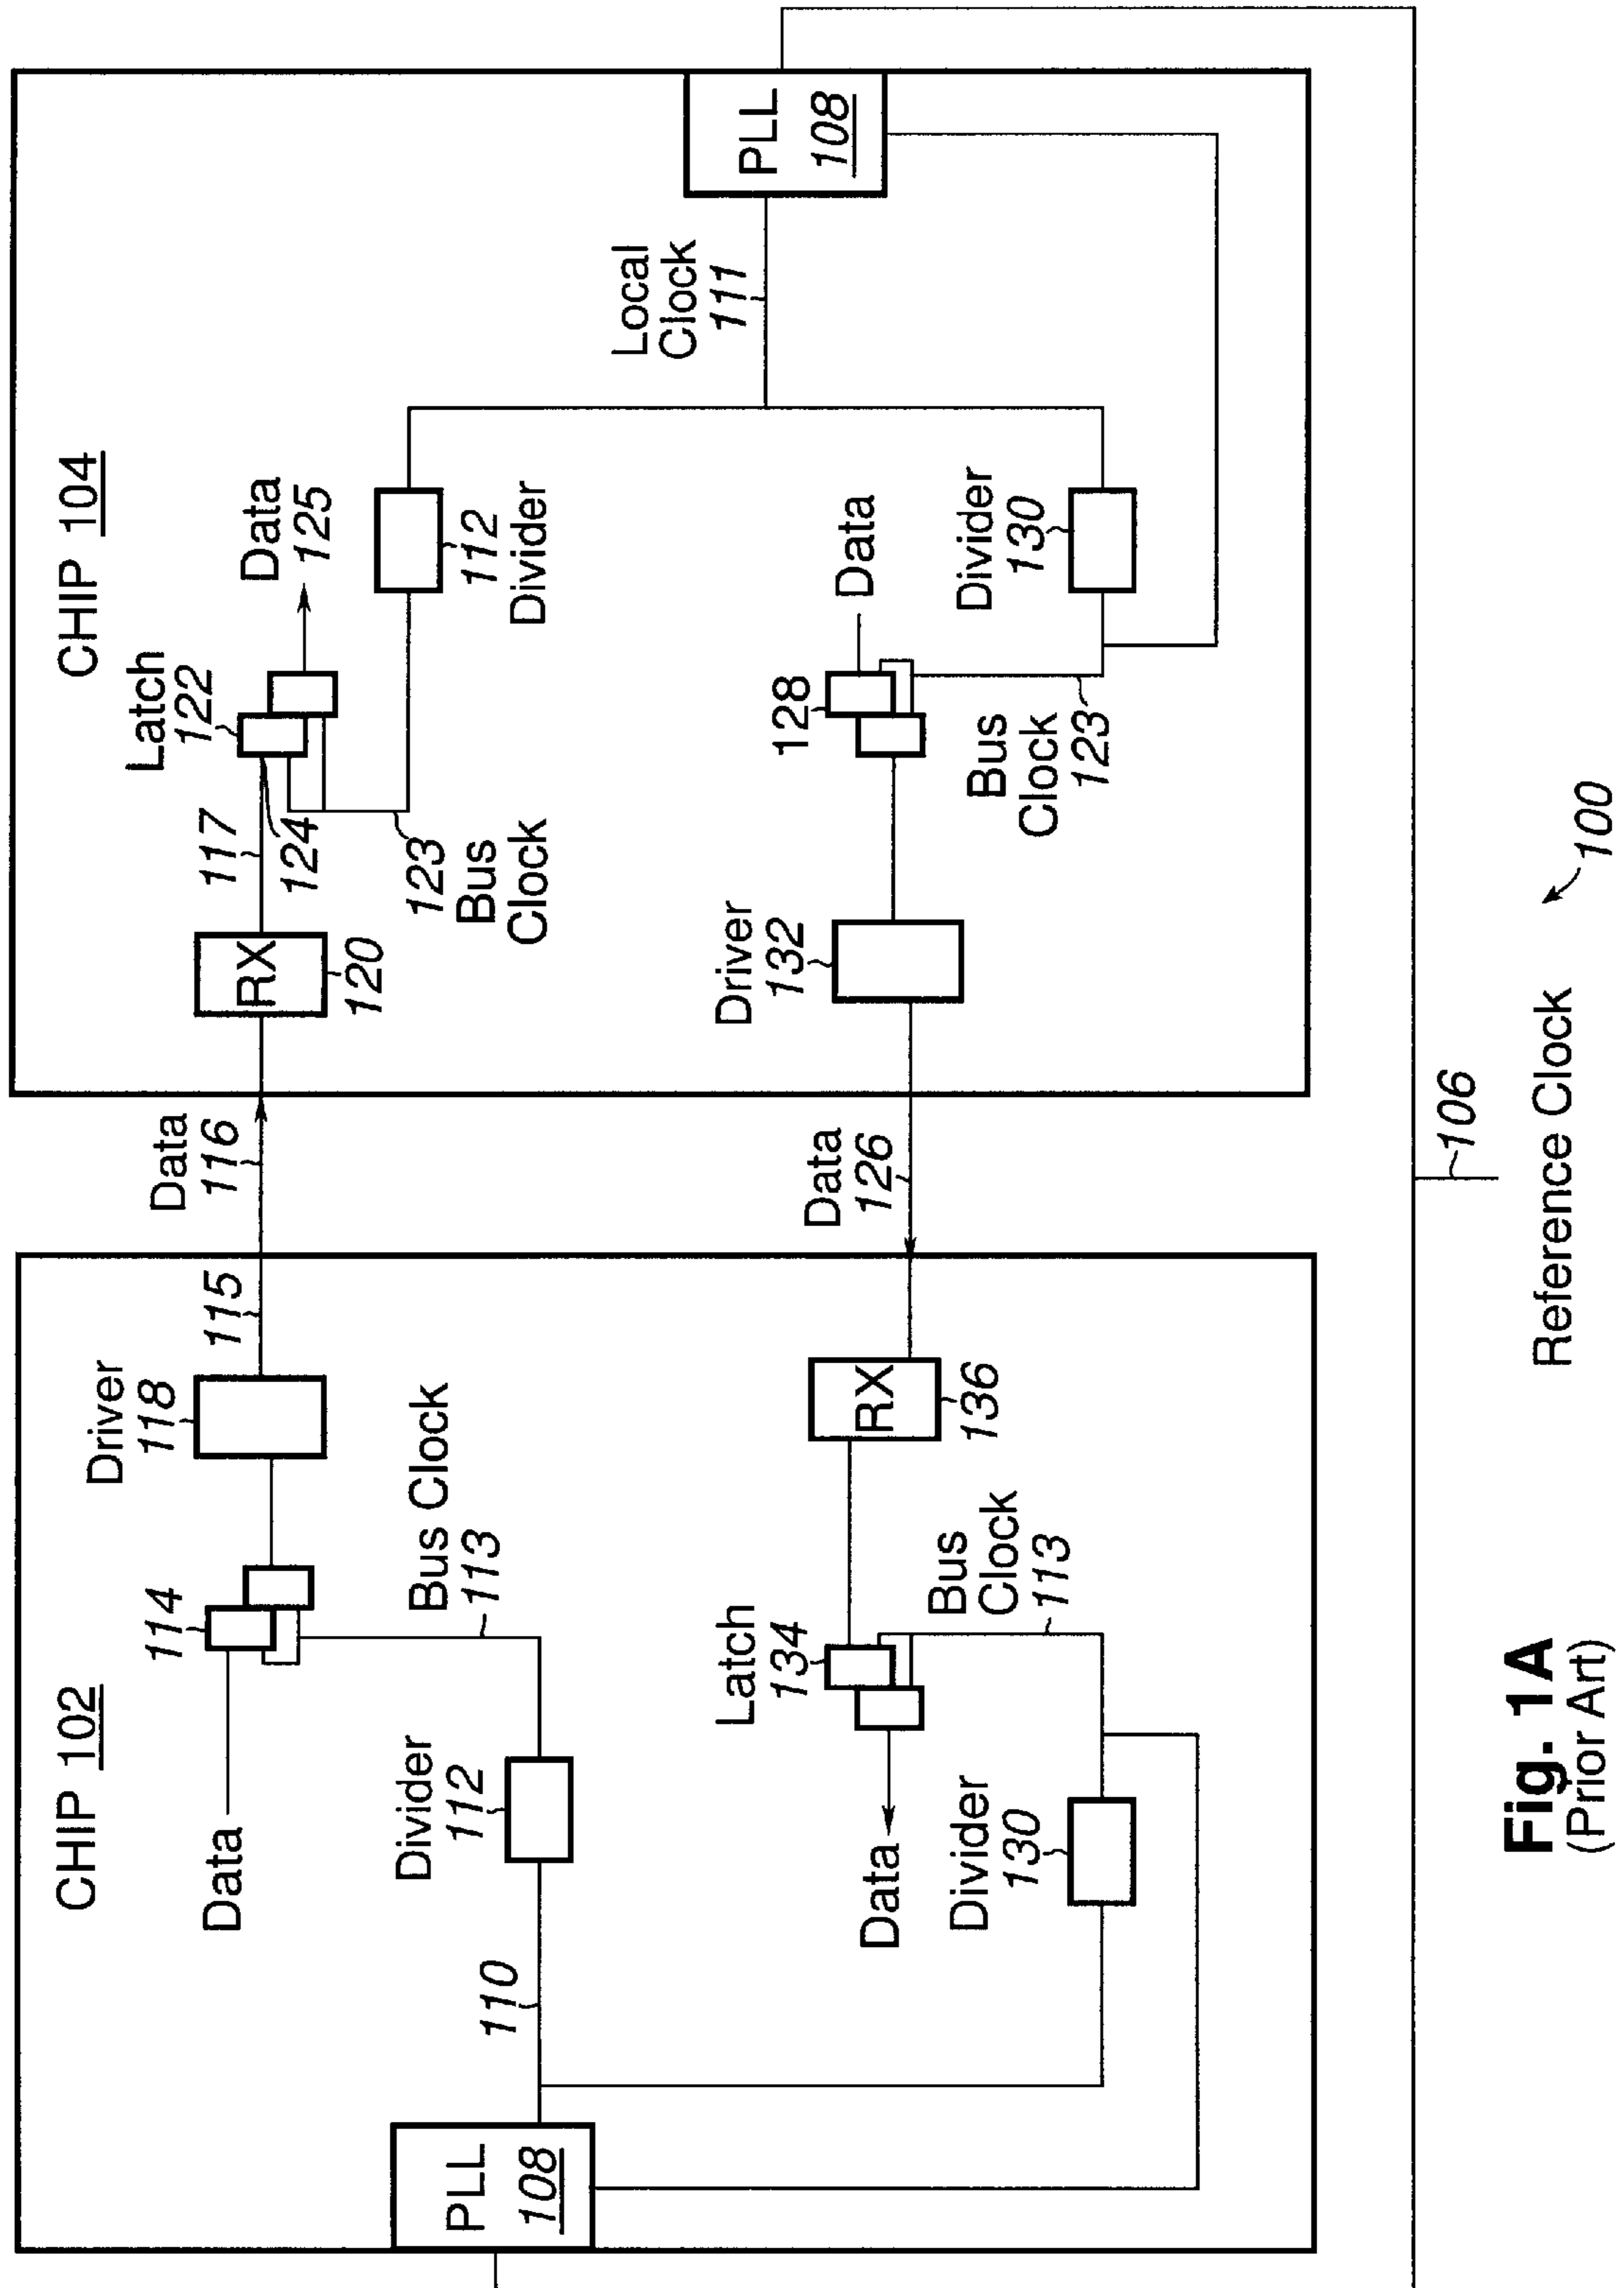 CHIP 102
Data
114
Driver
118
115
Data
116
Divider
112
Bus Clock
113
110
PLL
108
Latch
134
RX
136
Bus
Clock
113
Data
Divider
130
Data
126
CHIP 104
RX
120
117
124
Latch
122
Data
125
123
Bus
Clock
112
Divider
Local
Clock
111
PLL
108
Driver
132
128
Data
Bus
Clock
123
Divider
130
106
Reference Clock
100
Fig. 1A
(Prior Art)